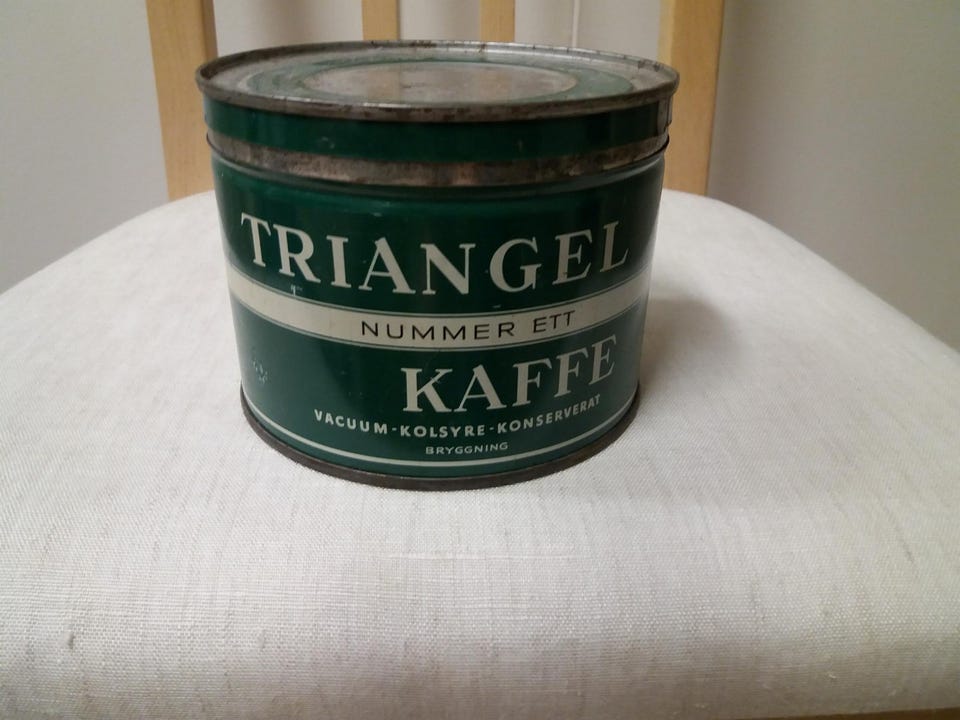 TRIANGEL
NUMMER ETT
KAFFE
VACUUM-KOLSYRE-KONSERVERAT
BRYGGNING